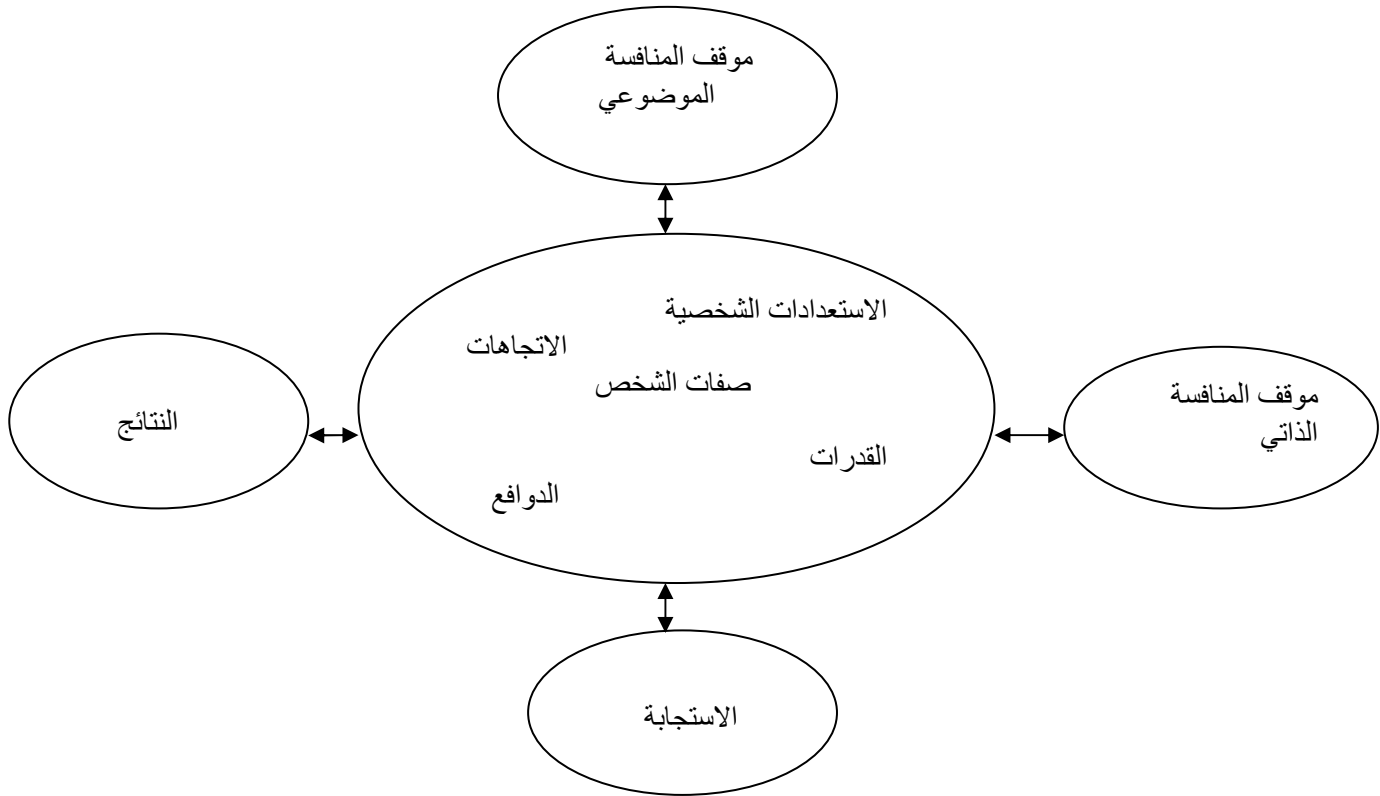 موقف المنافسة
الموضوعي
الاستعدادات الشخصية
الاتجاهات
صفات الشخص
القدرات
الدوافع
موقف المنافسة
الذاتي
النتائج
الاستجابة